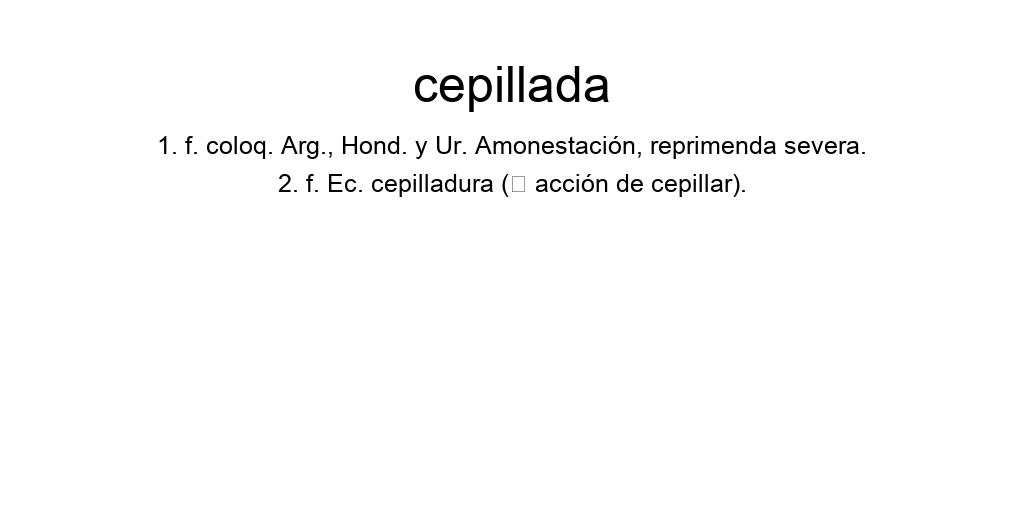 cepillada
1. f. coloq. Arg., Hond. y Ur. Amonestación, reprimenda severa.
2. f. Ec. cepilladura (□ acción de cepillar).